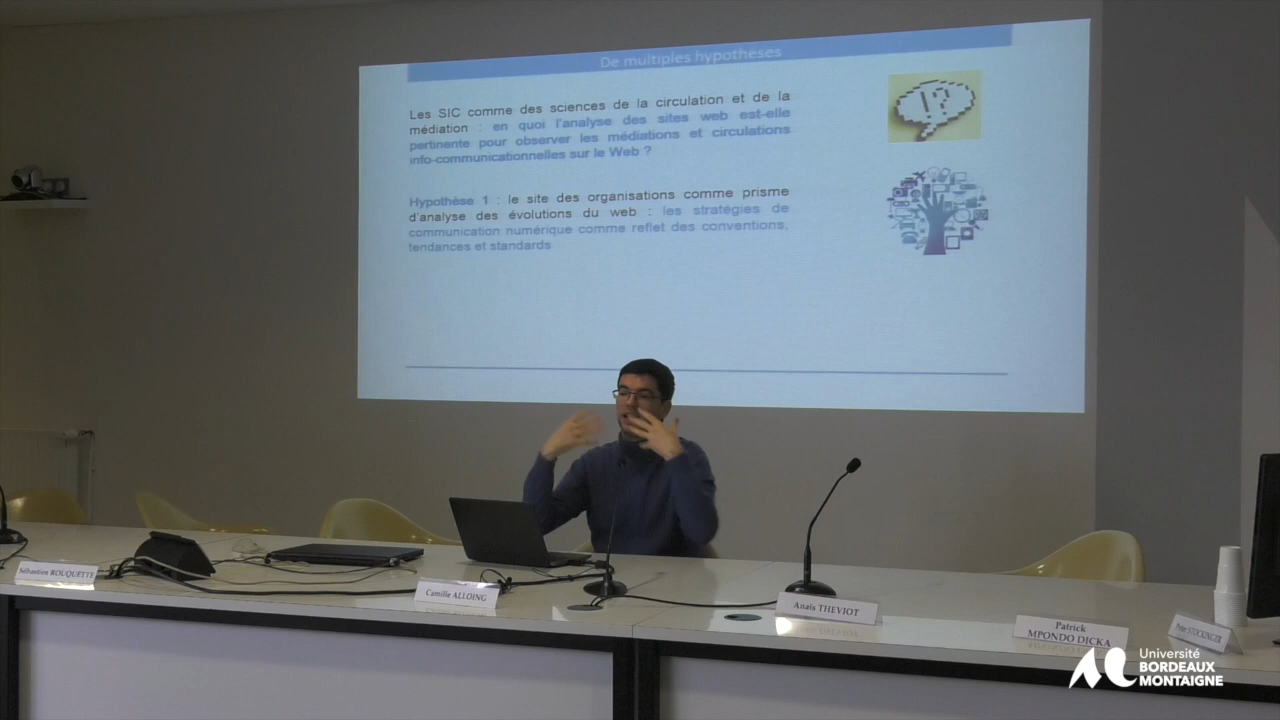 De multiples hypothèses
Les SIC comme des sciences de la circulation et de la
médiation : en quoi l'analyse des sites web est-elle
pertinente pour observer les médiations et circulations
info-communicationnelles sur le Web ?
Hypothèse 1 : le site des organisations comme prisme
d'analyse des évolutions du web : les stratégies de
communication numérique comme reflet des conventions,
tendances et standards
!?
Sébastien ROUQUETTE
Camille ALLOING
Anaïs THEVIOT
Patrick
MPONDO DICKA
Peter STOCKINGER
Université
BORDEAUX
MONTAIGNE